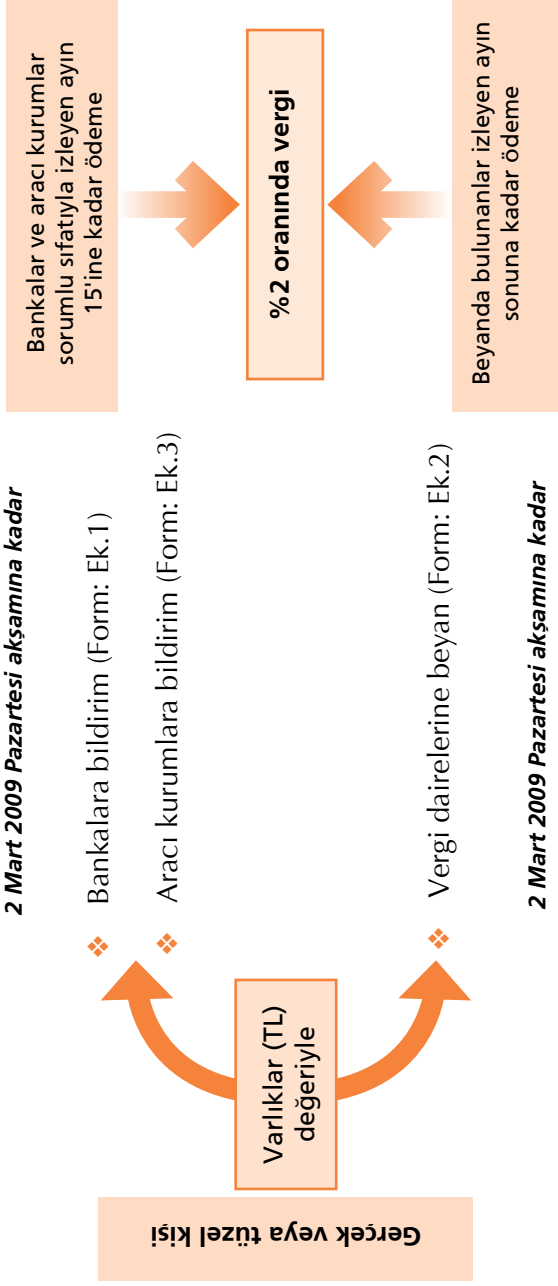 Gerçek veya tüzel kişi
Varlıklar (TL)
değeriyle
2 Mart 2009 Pazartesi akşamına kadar
❖ Bankalara bildirim (Form: Ek.1)
❖ Aracı kurumlara bildirim (Form: Ek.3)
❖ Vergi dairelerine beyan (Form: Ek.2)
2 Mart 2009 Pazartesi akşamına kadar
Bankalar ve aracı kurumlar
sorumlu sıfatıyla izleyen ayın
15'ine kadar ödeme
%2 oranında vergi
Beyanda bulunanlar izleyen ayın
sonuna kadar ödeme